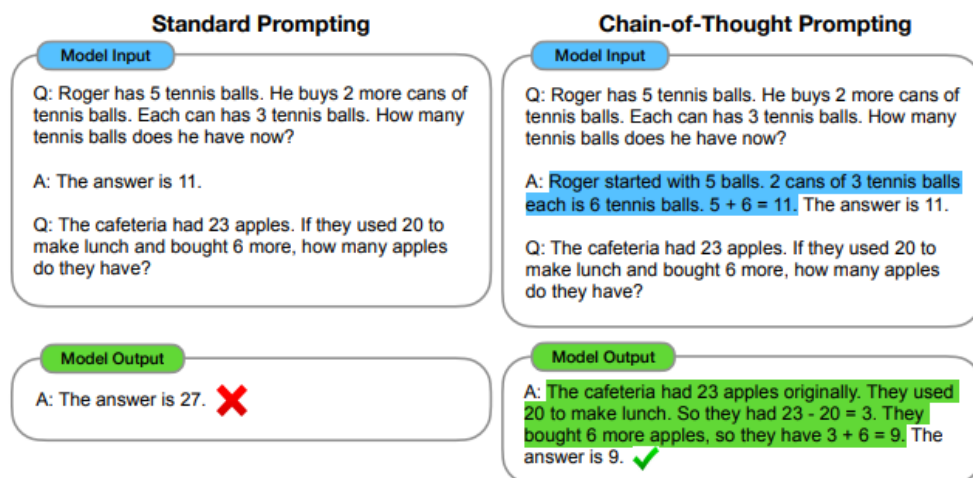 Standard Prompting
Model Input
Q: Roger has 5 tennis balls. He buys 2 more cans of
tennis balls. Each can has 3 tennis balls. How many
tennis balls does he have now?
A: The answer is 11.
Q: The cafeteria had 23 apples. If they used 20 to
make lunch and bought 6 more, how many apples
do they have?
Model Output
A: The answer is 27.
Chain-of-Thought Prompting
Model Input
Q: Roger has 5 tennis balls. He buys 2 more cans of
tennis balls. Each can has 3 tennis balls. How many
tennis balls does he have now?
A: Roger started with 5 balls. 2 cans of 3 tennis balls
each is 6 tennis balls. 5 + 6 = 11. The answer is 11.
Q: The cafeteria had 23 apples. If they used 20 to
make lunch and bought 6 more, how many apples
do they have?
Model Output
A: The cafeteria had 23 apples originally. They used
20 to make lunch. So they had 23 - 20 = 3. They
bought 6 more apples, so they have 3 + 6 = 9. The
answer is 9.